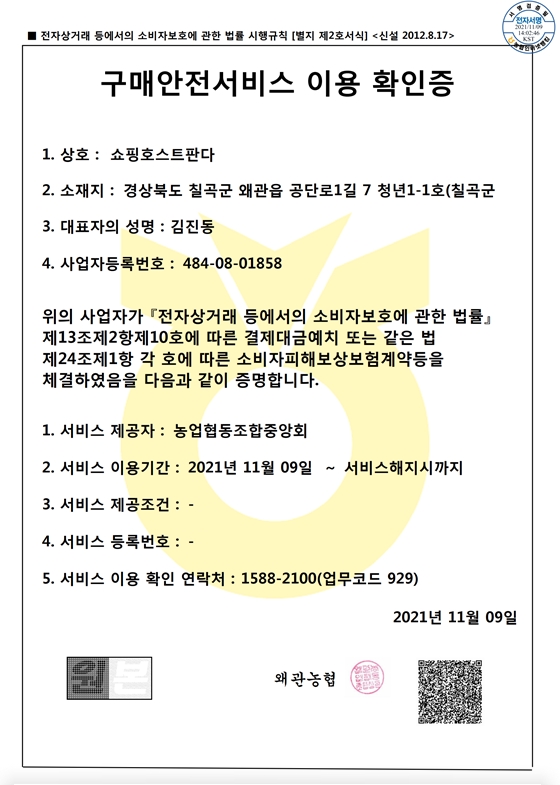 ■ 전자상거래 등에서의 소비자보호에 관한 법률 시행규칙 [별지 제2호서식] <신설 2012.8.17>
전자서명
2021/11/09
14:02:46
KST
구매안전서비스 이용 확인증
1. 상호 : 쇼핑호스트판다
2. 소재지 : 경상북도 칠곡군 왜관읍 공단로1길 7 청년1-1호(칠곡군
3. 대표자의 성명 : 김진동
4. 사업자등록번호 : 484-08-01858
위의 사업자가 『전자상거래 등에서의 소비자보호에 관한 법률』
제13조제2항제10호에 따른 결제대금예치 또는 같은 법
제24조제1항 각 호에 따른 소비자피해보상보험계약등을
체결하였음을 다음과 같이 증명합니다.
1. 서비스 제공자 : 농업협동조합중앙회
2. 서비스 이용기간 : 2021년 11월 09일 ~ 서비스해지시까지
3. 서비스 제공조건 : -
4. 서비스 등록번호 : -
5. 서비스 이용 확인 연락처 : 1588-2100(업무코드 929)
2021년 11월 09일
원본
왜관농협